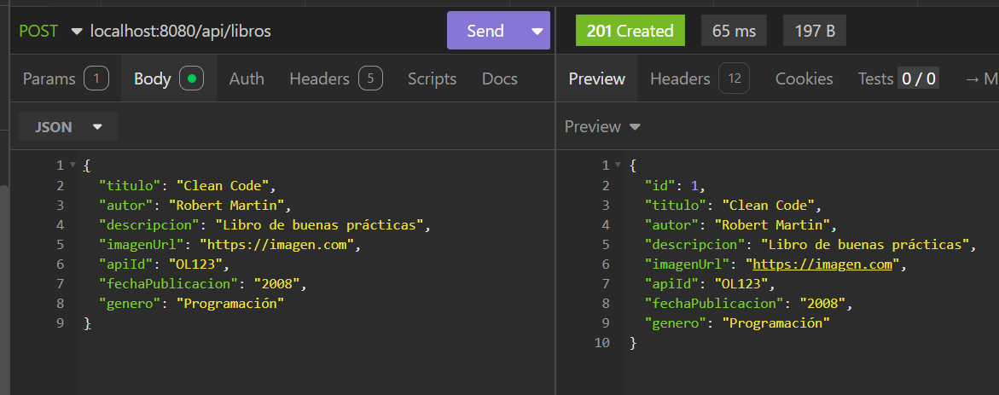 POST localhost:8080/api/libros Send 201 Created 65 ms 197 B
Params 1 Body Auth Headers 5 Scripts Docs Preview Headers 12 Cookies Tests 0 / 0 → M
JSON
Preview
1 {
2 "titulo": "Clean Code",
3 "autor": "Robert Martin",
4 "descripcion": "Libro de buenas prácticas",
5 "imagenUrl": "https://imagen.com",
6 "apiId": "OL123",
7 "fechaPublicacion": "2008",
8 "genero": "Programación"
9 }
1 {
2 "id": 1,
3 "titulo": "Clean Code",
4 "autor": "Robert Martin",
5 "descripcion": "Libro de buenas prácticas",
6 "imagenUrl": "https://imagen.com",
7 "apiId": "OL123",
8 "fechaPublicacion": "2008",
9 "genero": "Programación"
10 }